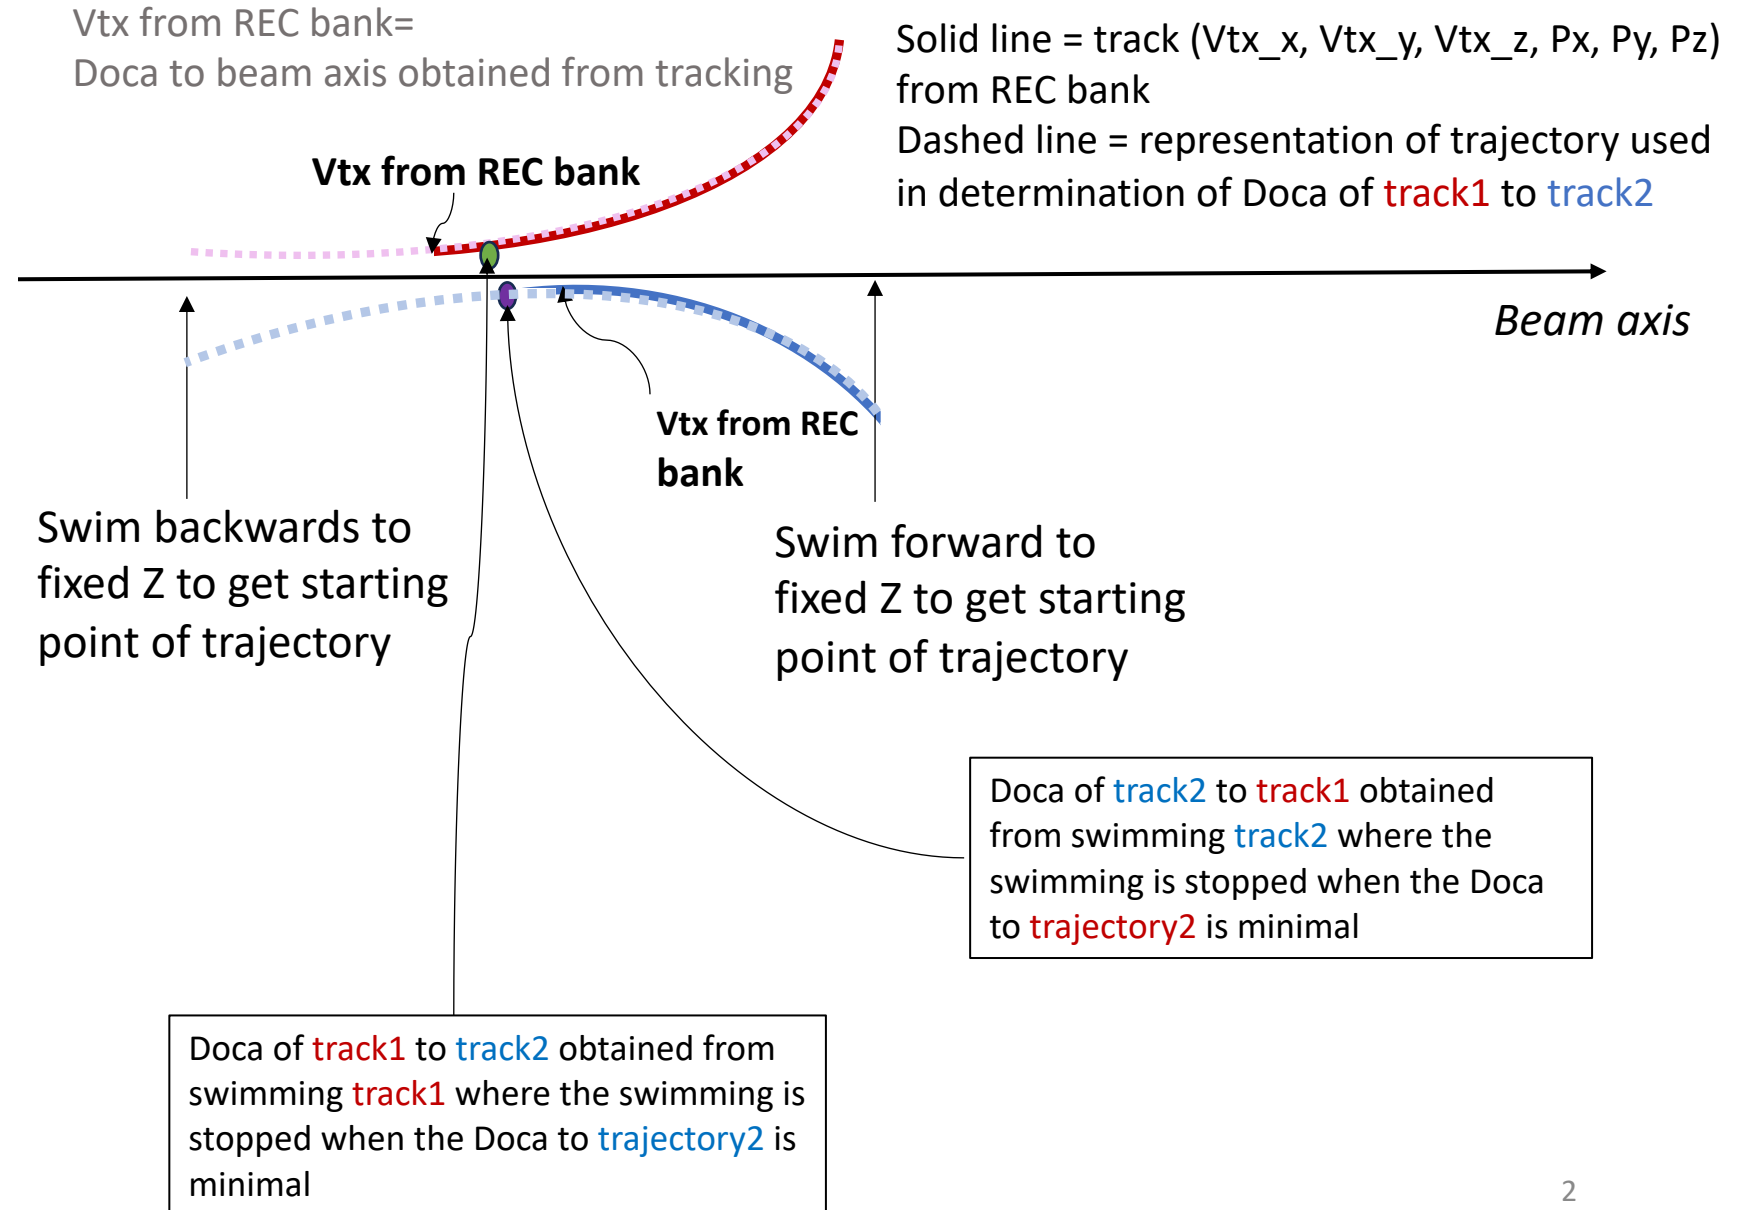 Vtx from REC bank=
Doca to beam axis obtained from tracking
Solid line = track (Vtx_x, Vtx_y, Vtx_z, Px, Py, Pz)
from REC bank
Dashed line = representation of trajectory used
in determination of Doca of track1 to track2
Vtx from REC bank
Beam axis
Vtx from REC
bank
Swim backwards to
fixed Z to get starting
point of trajectory
Swim forward to
fixed Z to get starting
point of trajectory
Doca of track2 to track1 obtained
from swimming track2 where the
swimming is stopped when the Doca
to trajectory2 is minimal
Doca of track1 to track2 obtained from
swimming track1 where the swimming is
stopped when the Doca to trajectory2 is
minimal
2